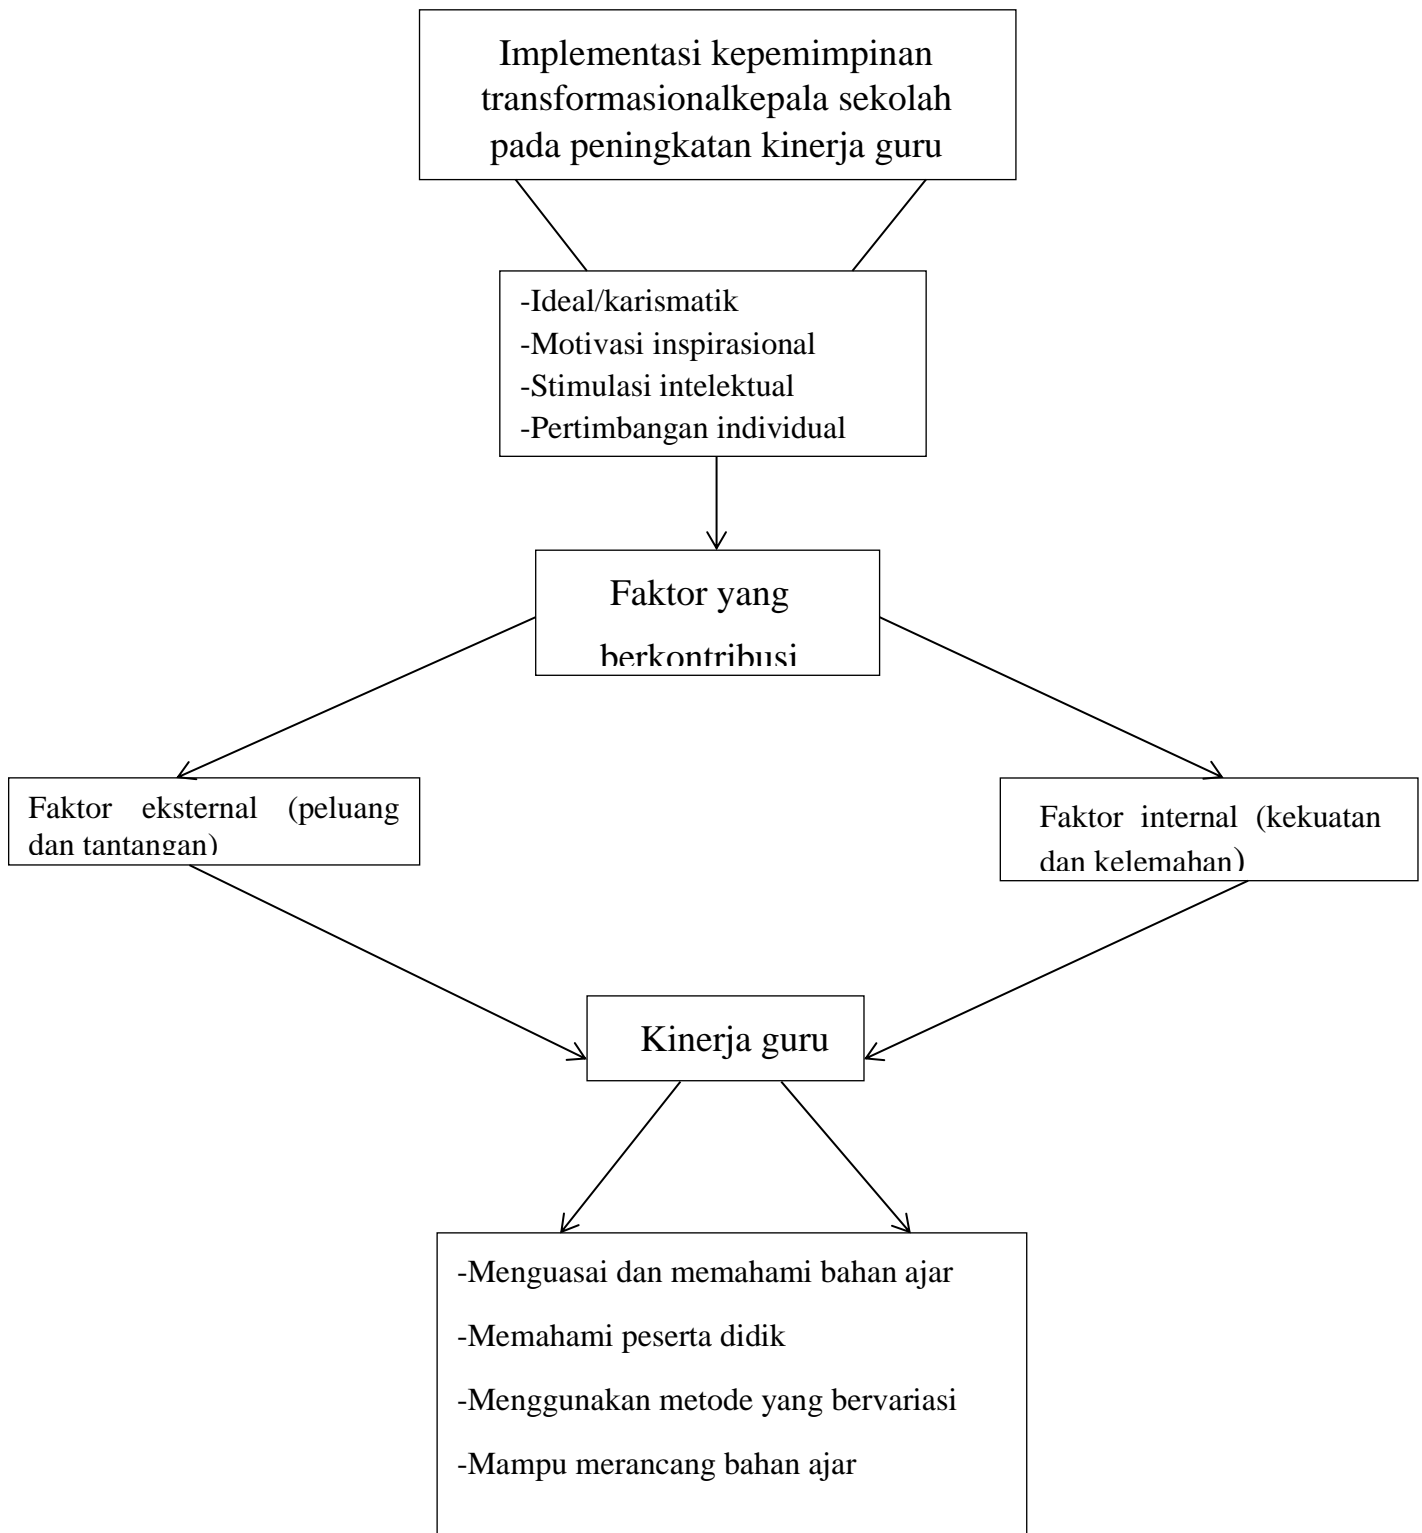 Implementasi kepemimpinan
transformasionalkepala sekolah
pada peningkatan kinerja guru
-Ideal/karismatik
-Motivasi inspirasional
-Stimulasi intelektual
-Pertimbangan individual
Faktor yang
berkontribusi
Faktor eksternal (peluang
dan tantangan)
Faktor internal (kekuatan
dan kelemahan)
Kinerja guru
-Menguasai dan memahami bahan ajar
-Memahami peserta didik
-Menggunakan metode yang bervariasi
-Mampu merancang bahan ajar